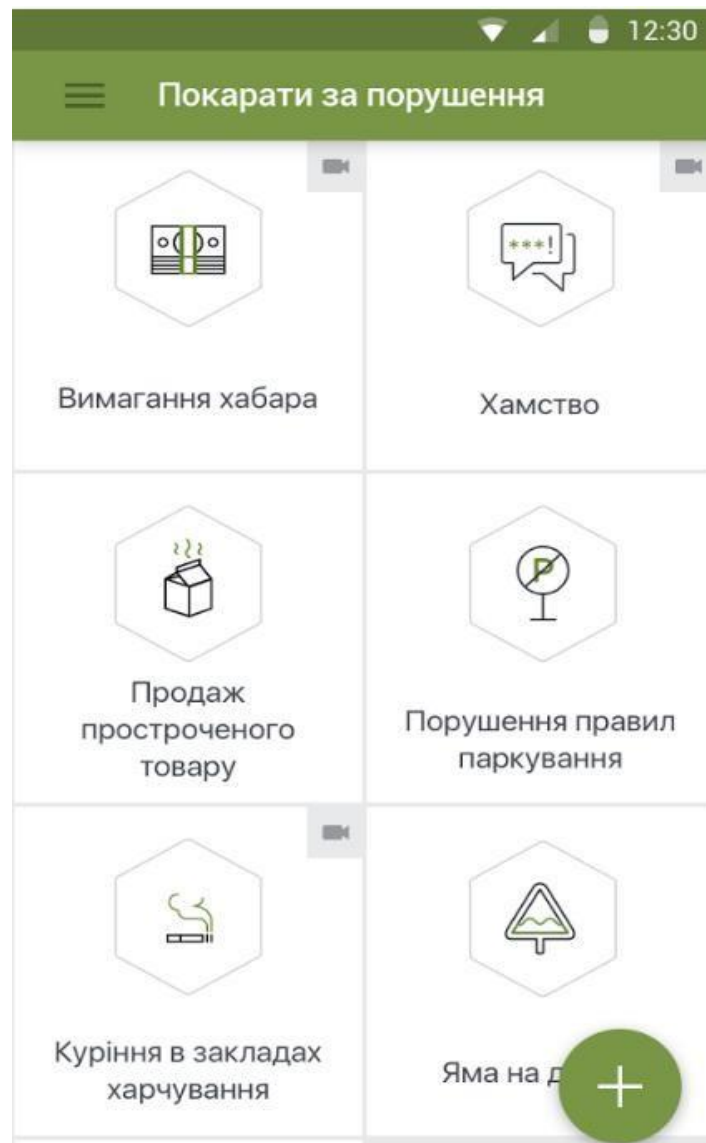 12:30
Покарати за порушення
***!
Вимагання хабара
Хамство
P
Продаж
простроченого
товару
Порушення правил
паркування
Куріння в закладах
харчування
Яма на